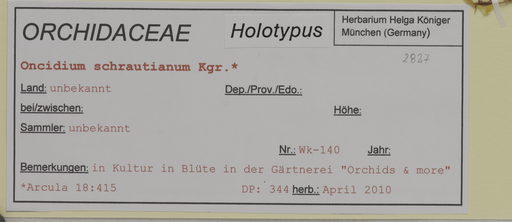 ORCHIDACEAE Holotypus Herbarium Helga Königer
München (Germany)
2827
Oncidium schrautianum Kgr.*
Land: unbekannt Dep./Prov./Edo.:
bei/zwischen: Höhe:
Sammler: unbekannt
Nr.: Wk-140 Jahr:
Bemerkungen: in Kultur in Blüte in der Gärtnerei "Orchids & more"
*Arcula 18:415 DP: 344 herb.: April 2010